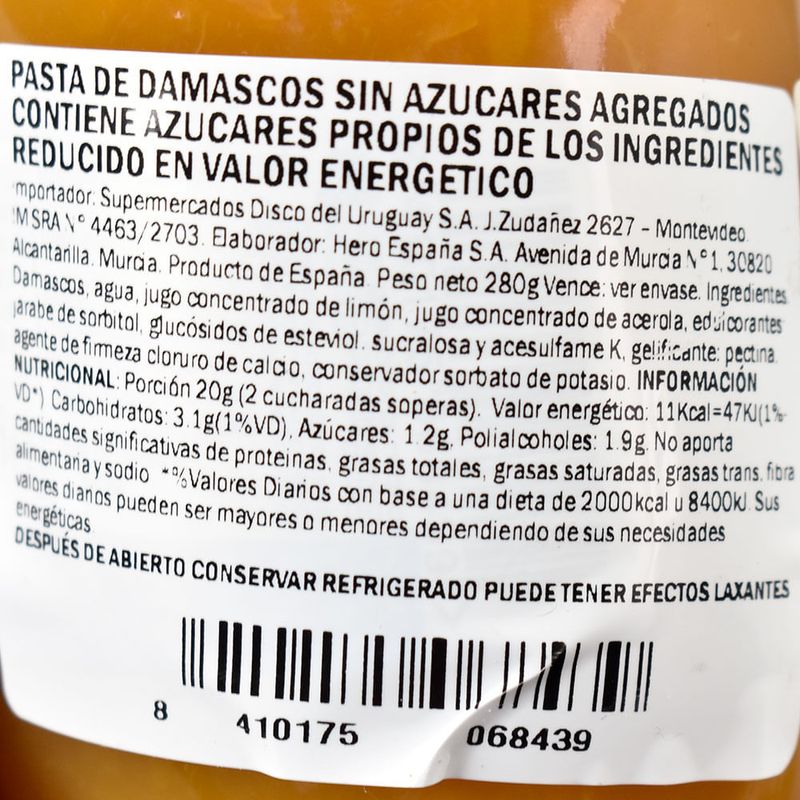 PASTA DE DAMASCOS SIN AZUCARES AGREGADOS
CONTIENE AZUCARES PROPIOS DE LOS INGREDIENTES
REDUCIDO EN VALOR ENERGETICO
mportador: Supermercados Disco del Uruguay S.A. J.Zudañez 2627 - Montevideo.
IMSRA N° 4463/2703. Elaborador: Hero España S.A. Avenida de Murcia N°1, 30820
Alcantarilla. Murcia. Producto de España. Peso neto 280g Vence: ver envase. Ingredientes
Damascos, agua, jugo concentrado de limón, jugo concentrado de acerola, edulcorantes
jarabe de sorbitol, glucósidos de esteviol, sucralosa y acesulfame K, gelificante: pectina
agente de firmeza cloruro de calcio, conservador sorbato de potasio. INFORMACIÓN
NUTRICIONAL: Porción 20g (2 cucharadas soperas). Valor energético: 11Kcal=47KJ(1%
VD*) Carbohidratos: 3.1g(1%VD), Azúcares: 1.2g, Polialcoholes: 1.9g. No aporta
cantidades significativas de proteinas, grasas totales, grasas saturadas, grasas trans, fibra
alimentaria y sodio *%Valores Diarios con base a una dieta de 2000kcal u 8400kJ. Sus
valores diarios pueden ser mayores o menores dependiendo de sus necesidades
energéticas
DESPUÉS DE ABIERTO CONSERVAR REFRIGERADO PUEDE TENER EFECTOS LAXANTES
8 410175 068439